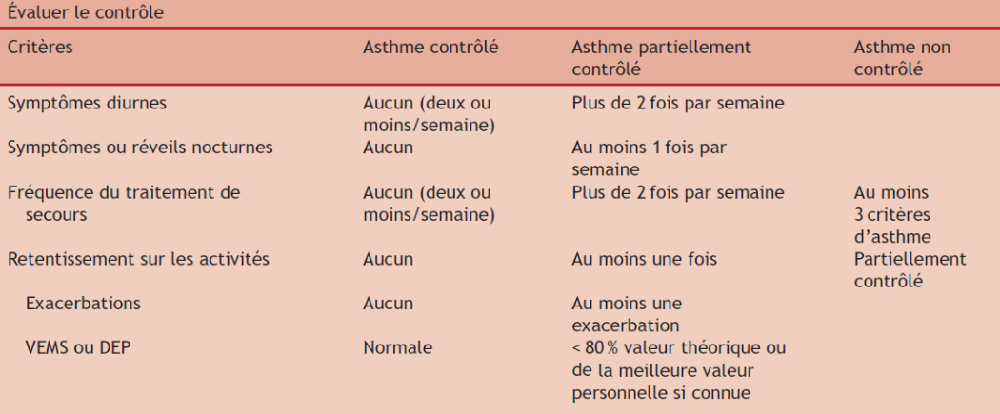 Évaluer le contrôle
Critères Asthme contrôlé Asthme partiellement contrôlé Asthme non contrôlé
Symptômes diurnes Aucun (deux ou moins/semaine) Plus de 2 fois par semaine
Symptômes ou réveils nocturnes Aucun Au moins 1 fois par semaine
Fréquence du traitement de secours Aucun (deux ou moins/semaine) Plus de 2 fois par semaine Au moins 3 critères d’asthme
Retentissement sur les activités Aucun Au moins une fois Partiellement contrôlé
Exacerbations Aucun Au moins une exacerbation
VEMS ou DEP Normale < 80 % valeur théorique ou de la meilleure valeur personnelle si connue